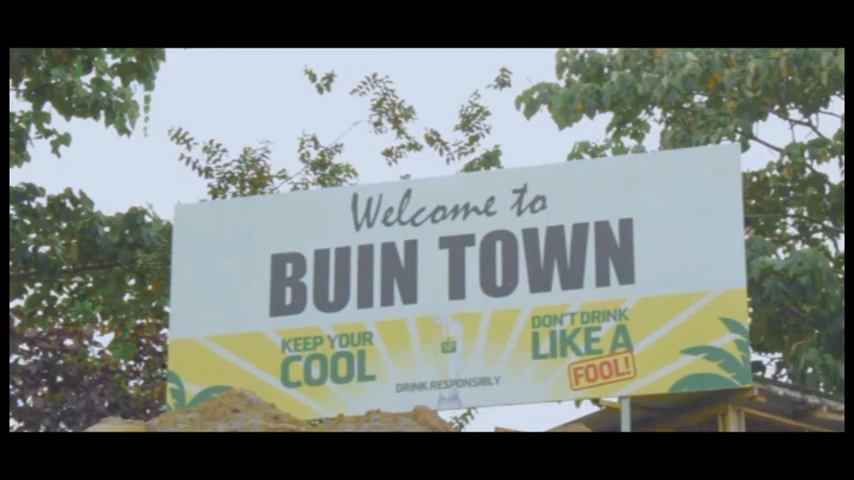 Welcome to
BUIN TOWN
KEEP YOUR
COOL
DRINK RESPONSIBLY
DON'T DRINK
LIKE A
FOOL!